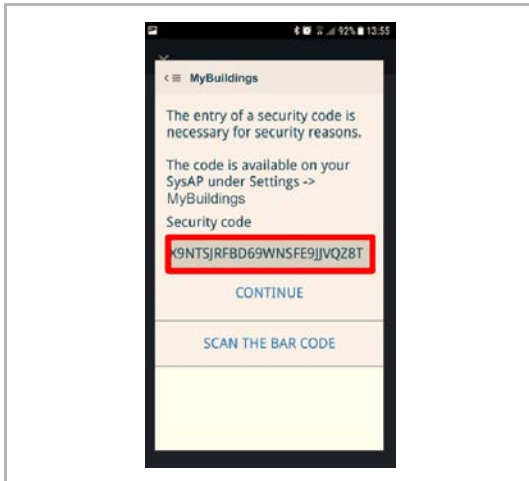 92% 13:55
MyBuildings
The entry of a security code is
necessary for security reasons.
The code is available on your
SysAP under Settings ->
MyBuildings
Security code
X9NTSJRFBD69WNSFE9JJVQZ8T
CONTINUE
SCAN THE BAR CODE